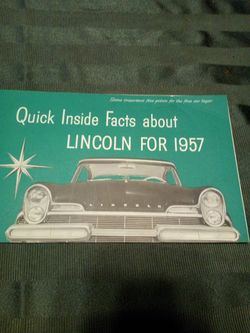 Some important fine points for the fine car buyer
Quick Inside Facts about
LINCOLN FOR 1957
LINCOLN